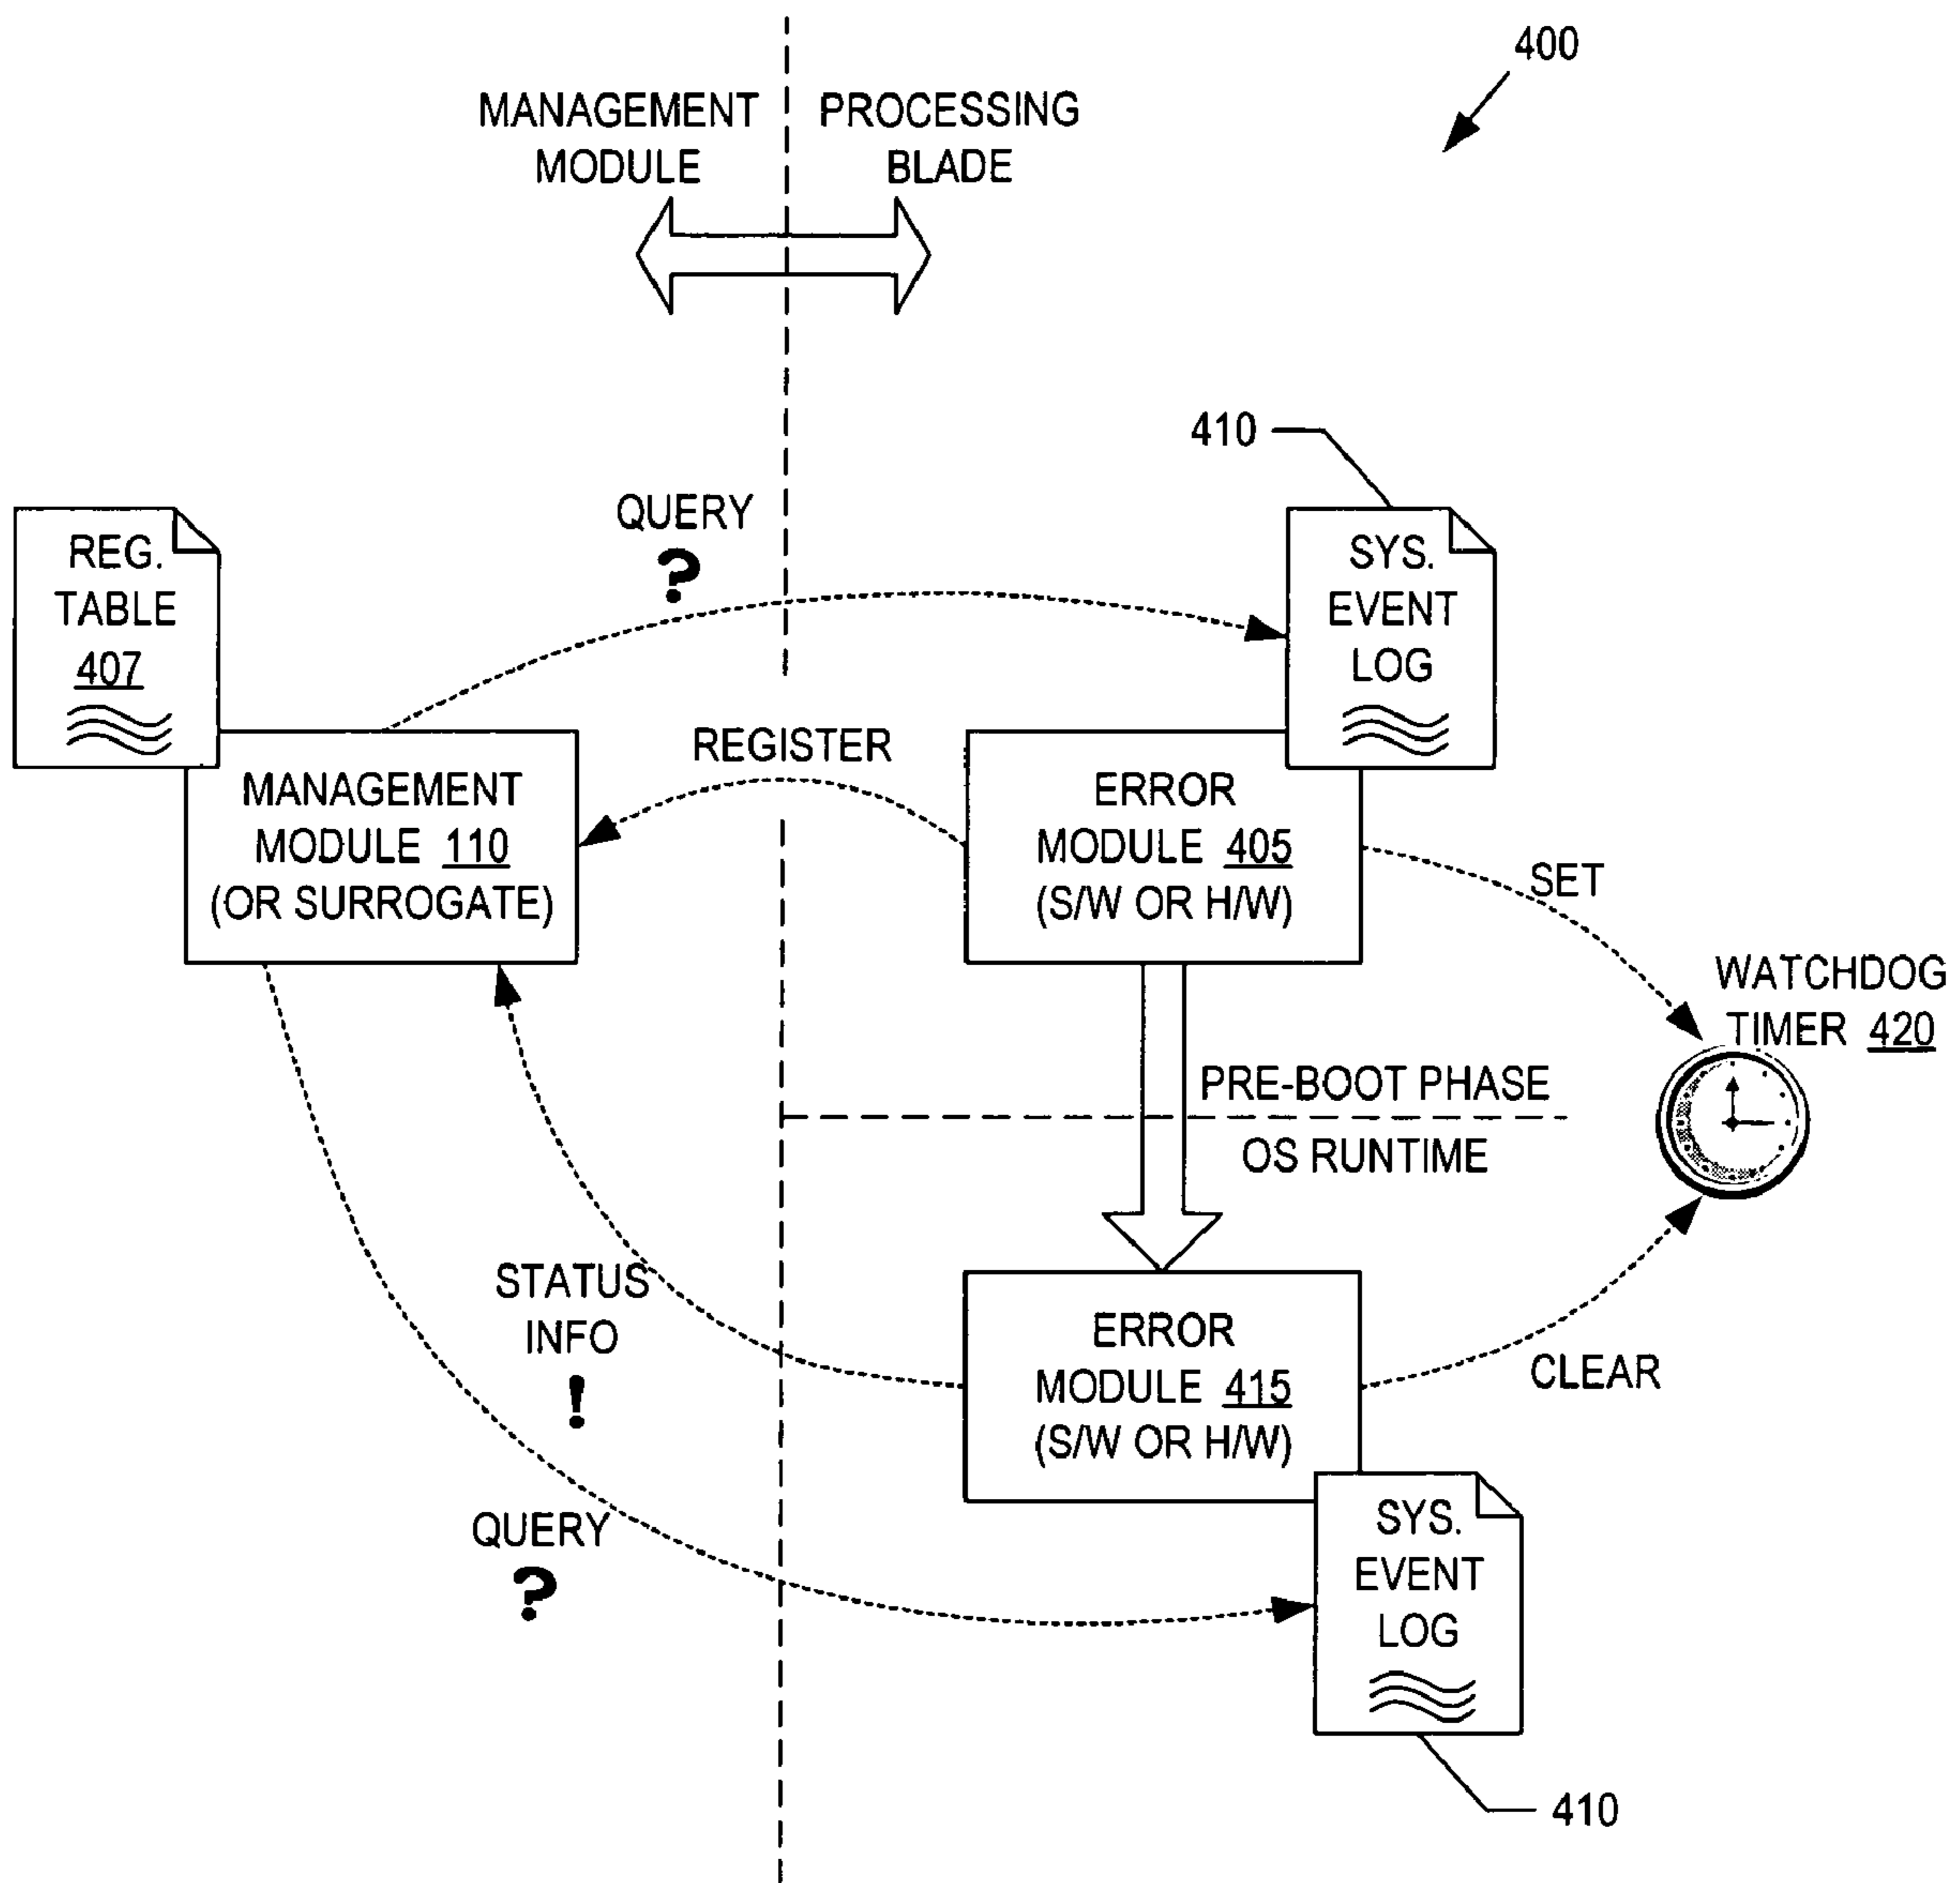 400
MANAGEMENT
MODULE
PROCESSING
BLADE
410
QUERY
?
REG.
TABLE
407
SYS.
EVENT
LOG
REGISTER
MANAGEMENT
MODULE 110
(OR SURROGATE)
ERROR
MODULE 405
(S/W OR H/W)
SET
WATCHDOG
TIMER 420
PRE-BOOT PHASE
OS RUNTIME
STATUS
INFO
!
ERROR
MODULE 415
(S/W OR H/W)
CLEAR
QUERY
?
SYS.
EVENT
LOG
410